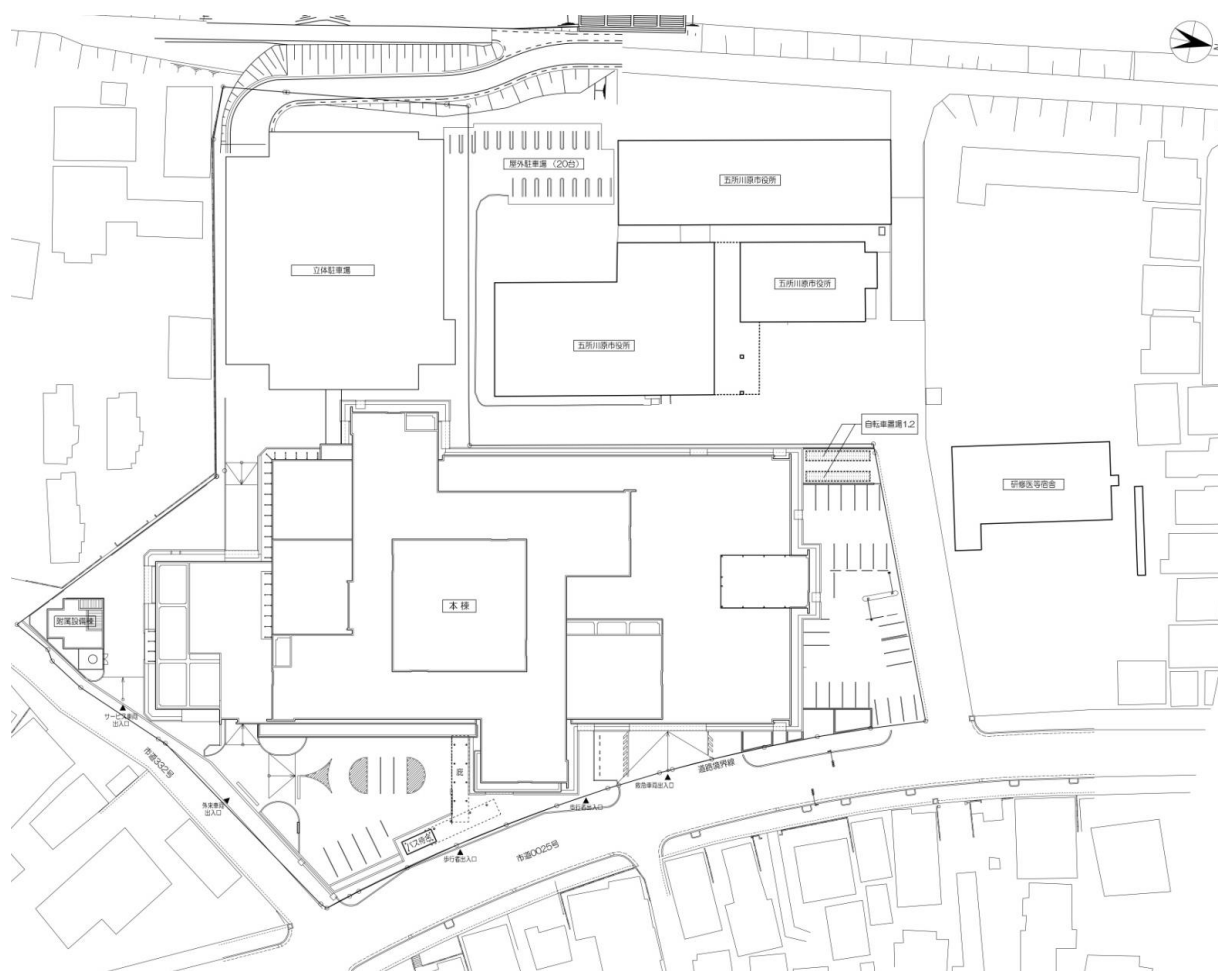 屋外駐車場 (20台)
五所川原市役所
立体駐車場
五所川原市役所
五所川原市役所
自転車置場1,2
研修医等宿舎
本棟
附属設備棟
サービス車両
出入口
市道332号
外来車両
出入口
庇
バス待合
歩行者出入口
歩行者出入口
救急車両出入口
道路境界線
市道0025号